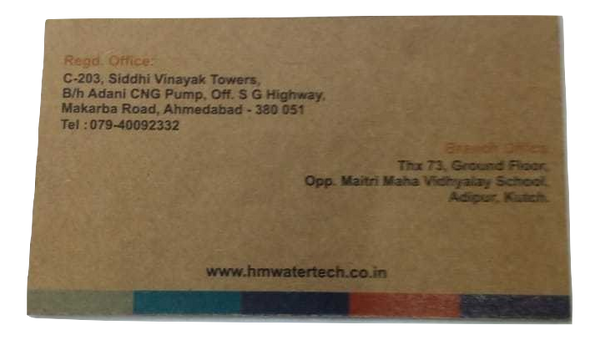 Regd. Office:
C-203, Siddhi Vinayak Towers,
B/h Adani CNG Pump, Off. S G Highway,
Makarba Road, Ahmedabad - 380 051
Tel : 079-40092332
Branch Office
Thx 73, Ground Floor,
Opp. Maitri Maha Vidhyalay School,
Adipur, Kutch.
www.hmwatertech.co.in